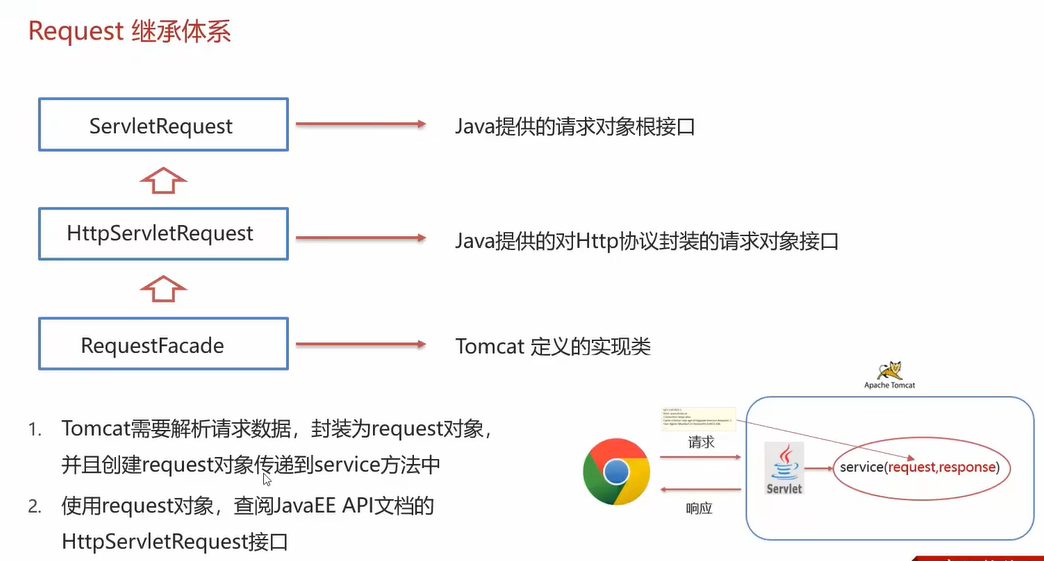 Request 继承体系
ServletRequest
Java提供的请求对象根接口
HttpServletRequest
Java提供的对Http协议封装的请求对象接口
RequestFacade
Tomcat 定义的实现类
1. Tomcat需要解析请求数据，封装为request对象，
并且创建request对象传递到service方法中
2. 使用request对象，查阅JavaEE API文档的
HttpServletRequest接口
Apache Tomcat
请求
Servlet
service(request,response)
响应